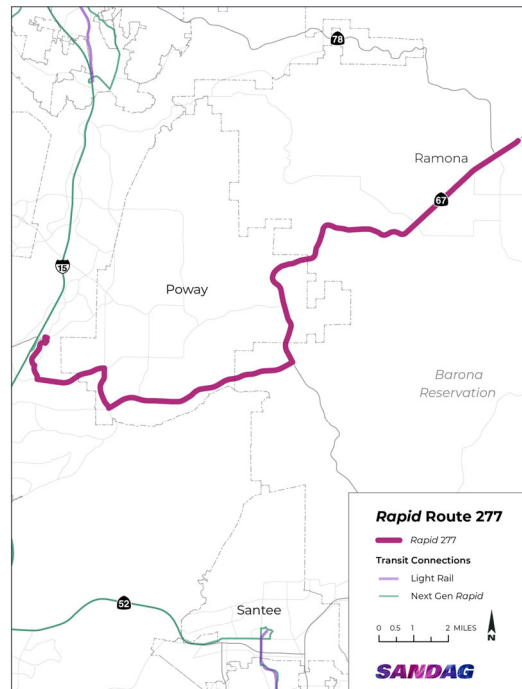 78
Ramona
67
15
Poway
Barona
Reservation
52
Santee
Rapid Route 277
Rapid 277
Transit Connections
Light Rail
Next Gen Rapid
0 0.5 1 2 MILES
N
SANDAG